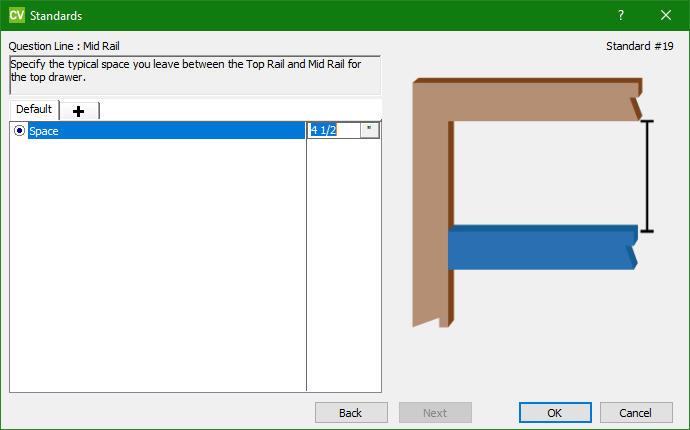 CV Standards ?
Question Line : Mid Rail
Standard #19
Specify the typical space you leave between the Top Rail and Mid Rail for
the top drawer.
Default +
Space 4 1/2 "
Back Next OK Cancel